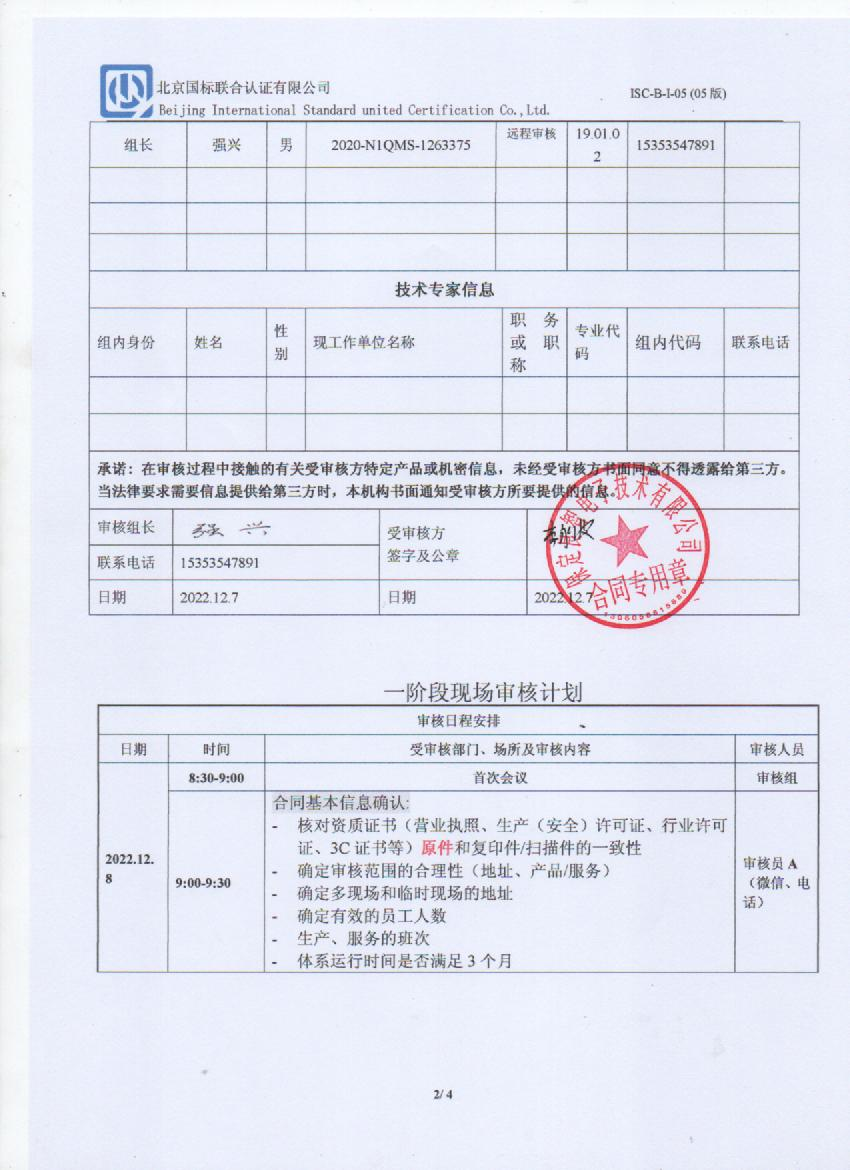 北京国标联合认证有限公司
Beijing International Standard united Certification Co.,Ltd.
ISC-B-I-05 (05 版)
组长 强兴 男 2020-N1QMS-1263375 远程审核 19.01.0 15353547891
2
技术专家信息
组内身份 姓名 性别 现工作单位名称 职务或职称 专业代码 组内代码 联系电话
承诺：在审核过程中接触的有关受审核方特定产品或机密信息，未经受审核方书面同意不得透露给第三方。
当法律要求需要信息提供给第三方时，本机构书面通知受审核方所要提供的信息。
审核组长 强兴 受审核方
签字及公章
联系电话 15353547891
日期 2022.12.7 日期 2022.12.7
电子技术有限公司
合同专用章
一阶段现场审核计划
审核日程安排
日期 时间 受审核部门、场所及审核内容 审核人员
8:30-9:00 首次会议 审核组
2022.12.
8
9:00-9:30
合同基本信息确认:
- 核对资质证书（营业执照、生产（安全）许可证、行业许可
证、3C 证书等）原件和复印件/扫描件的一致性
- 确定审核范围的合理性（地址、产品/服务）
- 确定多现场和临时现场的地址
- 确定有效的员工人数
- 生产、服务的班次
- 体系运行时间是否满足 3 个月
审核员 A
（微信、电
话）
2/ 4